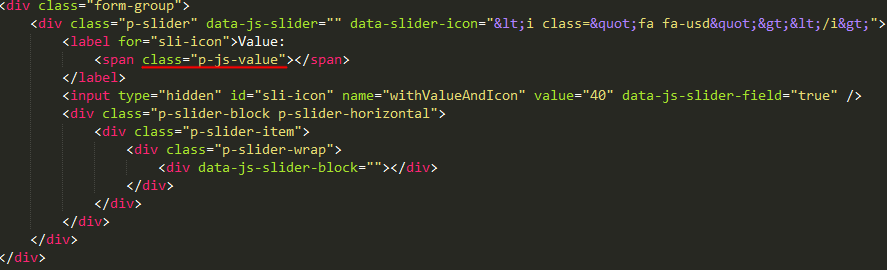 <div class="form-group">
<div class="p-slider" data-js-slider="" data-slider-icon="&lt;i class=&quot;fa fa-usd&quot;&gt;&lt;/i&gt;">
<label for="sli-icon">Value:
<span class="p-js-value"></span>
</label>
<input type="hidden" id="sli-icon" name="withValueAndIcon" value="40" data-js-slider-field="true" />
<div class="p-slider-block p-slider-horizontal">
<div class="p-slider-item">
<div class="p-slider-wrap">
<div data-js-slider-block=""></div>
</div>
</div>
</div>
</div>
</div>